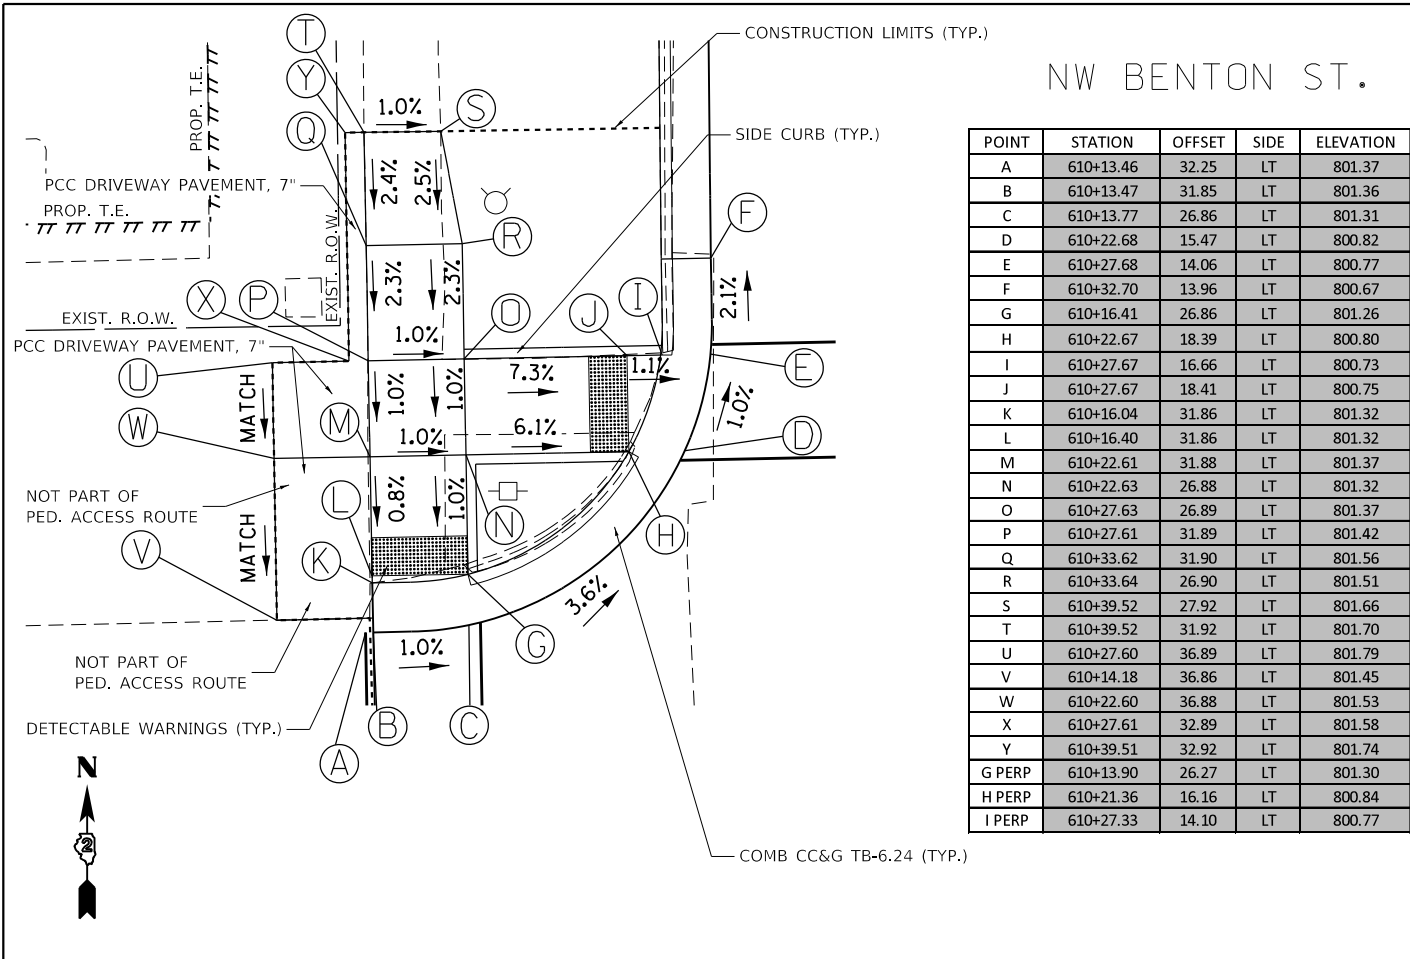 NW BENTON ST.
CONSTRUCTION LIMITS (TYP.)
SIDE CURB (TYP.)
PROP. T.E.
PCC DRIVEWAY PAVEMENT, 7"
PROP. T.E.
EXIST. R.O.W.
EXIST. R.O.W.
PCC DRIVEWAY PAVEMENT, 7"
T
Y
Q
S
R
X
P
O
J
I
F
U
W
M
E
D
L
N
H
V
K
G
B
C
A
1.0%
2.4%
2.5%
2.3%
2.3%
1.0%
7.3%
1.1%
2.1%
1.0%
1.0%
1.0%
6.1%
1.0%
0.8%
1.0%
3.6%
1.0%
MATCH
MATCH
NOT PART OF
PED. ACCESS ROUTE
NOT PART OF
PED. ACCESS ROUTE
DETECTABLE WARNINGS (TYP.)
COMB CC&G TB-6.24 (TYP.)
N
2
POINT STATION OFFSET SIDE ELEVATION
A 610+13.46 32.25 LT 801.37
B 610+13.47 31.85 LT 801.36
C 610+13.77 26.86 LT 801.31
D 610+22.68 15.47 LT 800.82
E 610+27.68 14.06 LT 800.77
F 610+32.70 13.96 LT 800.67
G 610+16.41 26.86 LT 801.26
H 610+22.67 18.39 LT 800.80
I 610+27.67 16.66 LT 800.73
J 610+27.67 18.41 LT 800.75
K 610+16.04 31.86 LT 801.32
L 610+16.40 31.86 LT 801.32
M 610+22.61 31.88 LT 801.37
N 610+22.63 26.88 LT 801.32
O 610+27.63 26.89 LT 801.37
P 610+27.61 31.89 LT 801.42
Q 610+33.62 31.90 LT 801.56
R 610+33.64 26.90 LT 801.51
S 610+39.52 27.92 LT 801.66
T 610+39.52 31.92 LT 801.70
U 610+27.60 36.89 LT 801.79
V 610+14.18 36.86 LT 801.45
W 610+22.60 36.88 LT 801.53
X 610+27.61 32.89 LT 801.58
Y 610+39.51 32.92 LT 801.74
G PERP 610+13.90 26.27 LT 801.30
H PERP 610+21.36 16.16 LT 800.84
I PERP 610+27.33 14.10 LT 800.77